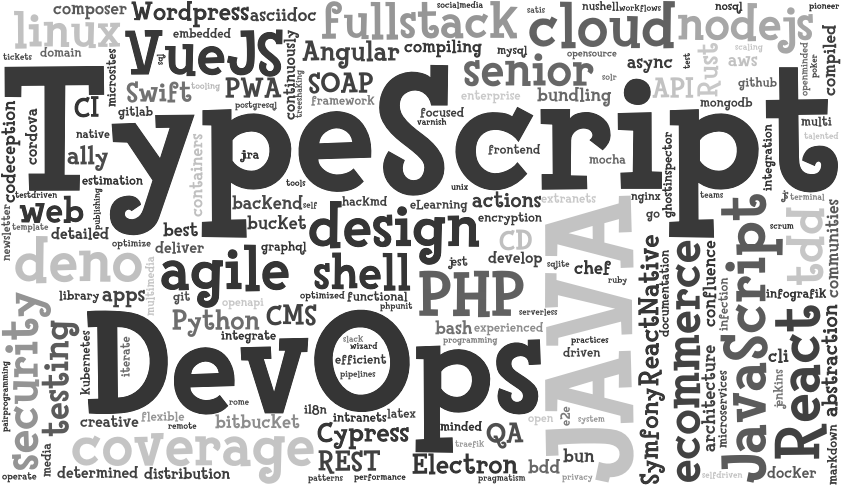 composer
Wordpress
asciidoc
fullstack
socialmedia
satis
nushell
workflows
nosql
pioneer
linux
embedded
cloud
nodejs
tickets
domain
VueJS
sql
continuously
Angular
compiling
mysql
opensource
async
Rust
test
scaling
openminded
poker
compiled
microsites
Swift
tooling
PWA
SOAP
treeshaking
senior
solr
API
aws
github
TypeScript
CI
gitlab
postgresql
framework
focused
varnish
enterprise
bundling
mongodb
multi
talented
codeception
cordova
native
ally
containers
jra
frontend
mocha
ghostinspector
integration
estimation
tools
unix
testdriven
publishing
backend
self
hackmd
eLearning
actions
extranets
nginx
teams
js
terminal
newsletter
web
template
detailed
optimize
best
bucket
design
encryption
go
scrum
communities
deliver
graphql
CD
deno
multimedia
agile
shell
jest
develop
sqlite
chef
ruby
JAVA
ReactNative
documentation
ecommerce
confluence
JavaScript
infection
tdd
library
apps
git
openapi
optimized
functional
phpunit
PHP
serverless
infografik
security
testing
Python
CMS
bash
experienced
integrate
programming
practices
kubernetes
iterate
DevOps
slack
wizard
efficient
pipelines
driven
React
cli
jenkins
abstraction
architecture
microservices
Symfony
pairprogramming
rome
creative
flexible
remote
bitbucket
i18n
intranets
latex
minded
open
e2e
system
coverage
Cypress
traefik
QA
operate
media
determined
distribution
REST
patterns
performance
Electron
pragmatism
bdd
bun
privacy
selfdriven
docker
markdown